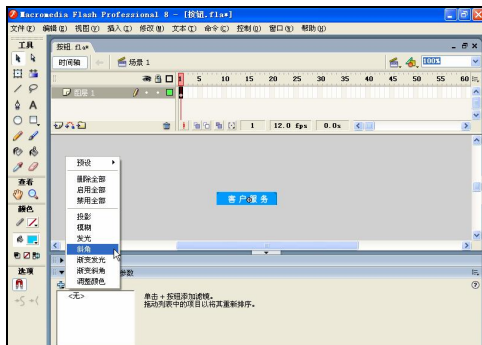 Macromedia Flash Professional 8 - [按钮.fla*]
文件(F) 编辑(E) 视图(V) 插入(I) 修改(M) 文本(T) 命令(C) 控制(O) 窗口(W) 帮助(H)
工具
按钮.fla*
时间轴
场景 1
100%
5 10 15 20 25 30 35 40 45 50 55 60
图层 1
1 12.0 fps 0.0s
查看
颜色
选项
预设
删除全部
启用全部
禁用全部
投影
模糊
发光
斜角
渐变发光
渐变斜角
调整颜色
客户服务
参数
<无>
单击 + 按钮添加滤镜。
拖动列表中的项目以将其重新排序。